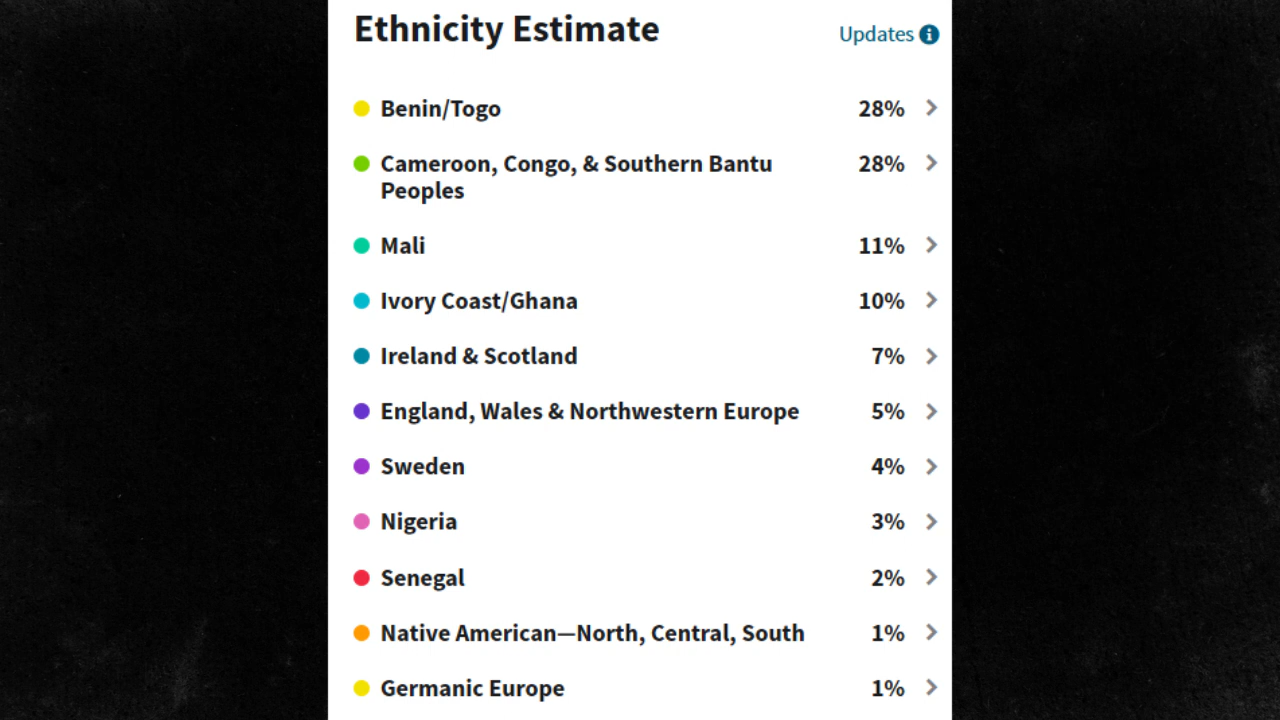 Ethnicity Estimate
Updates
Benin/Togo 28%
Cameroon, Congo, & Southern Bantu 28%
Peoples
Mali 11%
Ivory Coast/Ghana 10%
Ireland & Scotland 7%
England, Wales & Northwestern Europe 5%
Sweden 4%
Nigeria 3%
Senegal 2%
Native American—North, Central, South 1%
Germanic Europe 1%